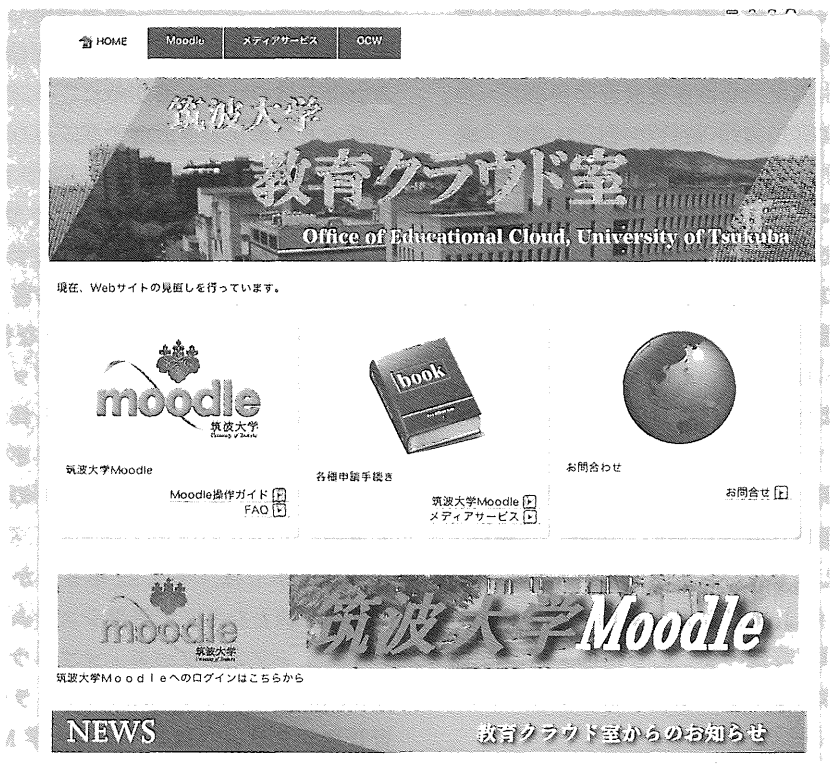 HOME Moodle メディアサービス OCW
筑波大学
教育クラウド室
Office of Educational Cloud, University of Tsukuba
現在、Webサイトの見直しを行っています。
moodle
筑波大学
University of Tsukuba
筑波大学Moodle
Moodle操作ガイド
FAQ
book
各種申請手続き
筑波大学Moodle
メディアサービス
お問合わせ
お問合せ
moodle
筑波大学
University of Tsukuba
筑波大学Moodle
筑波大学Ｍｏｏｄｌｅへのログインはこちらから
NEWS 教育クラウド室からのお知らせ